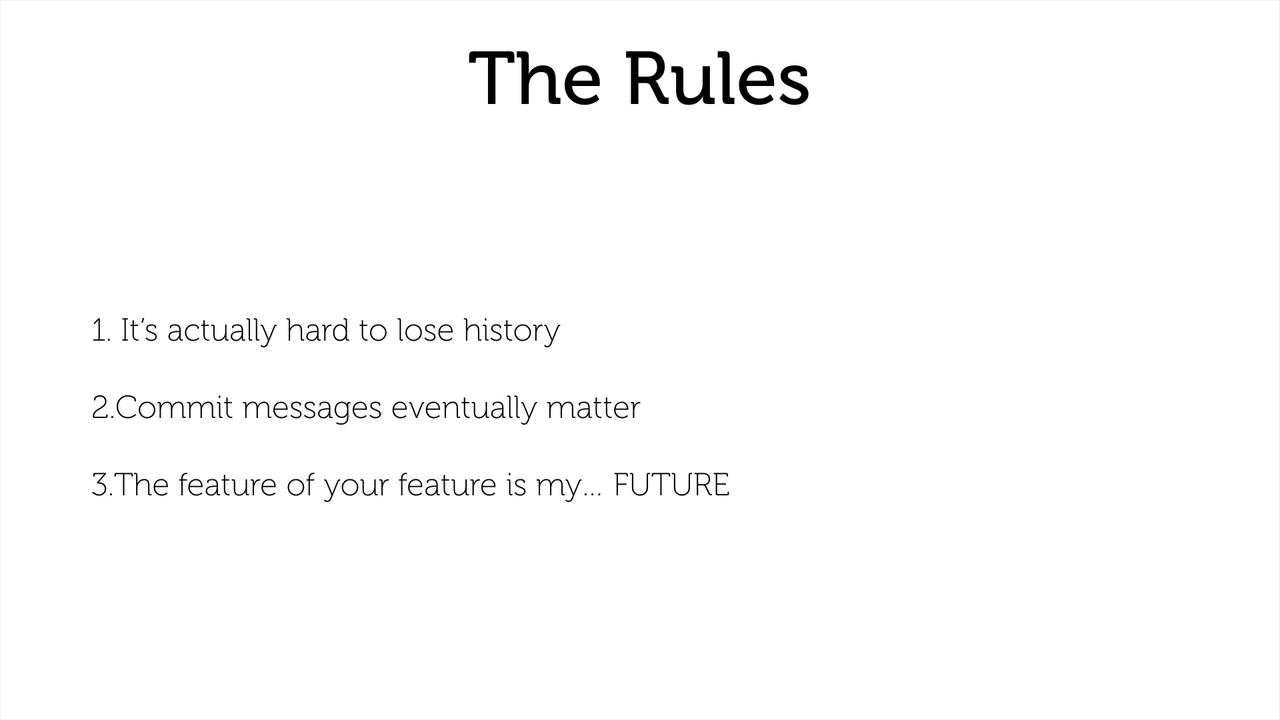 The Rules
1. It’s actually hard to lose history
2.Commit messages eventually matter
3.The feature of your feature is my... FUTURE